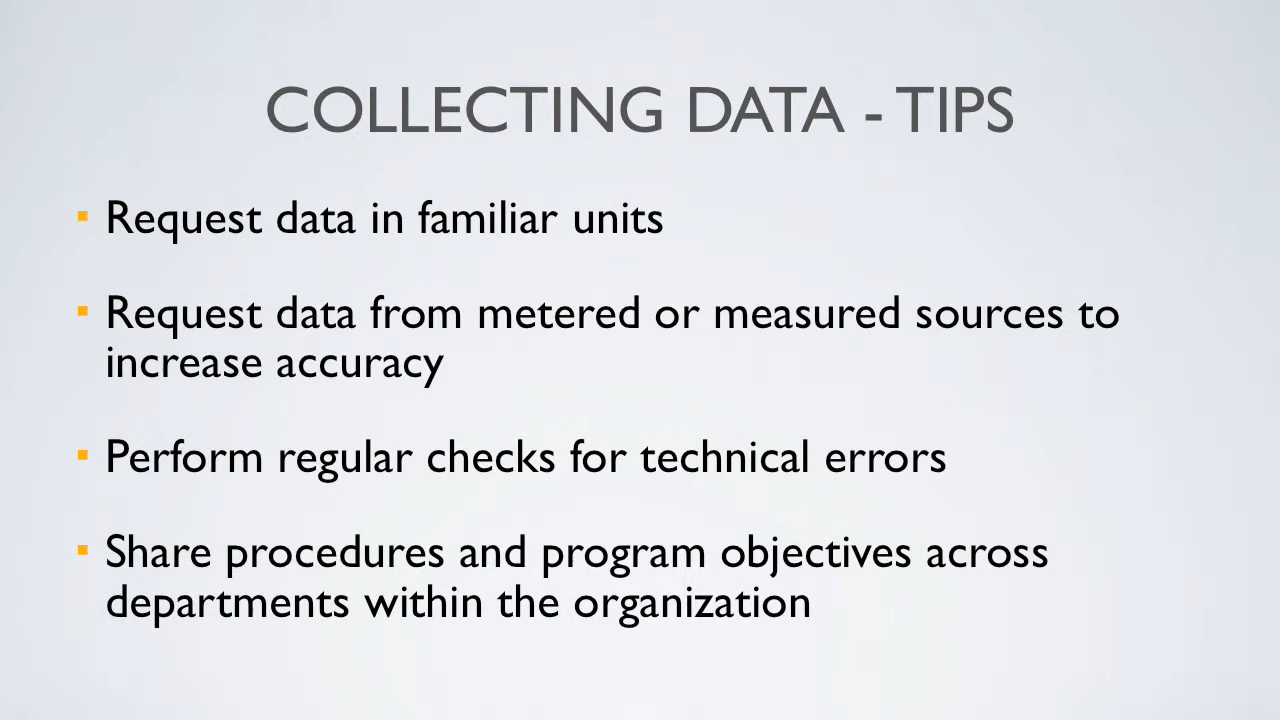 COLLECTING DATA - TIPS
▪ Request data in familiar units
▪ Request data from metered or measured sources to
increase accuracy
▪ Perform regular checks for technical errors
▪ Share procedures and program objectives across
departments within the organization